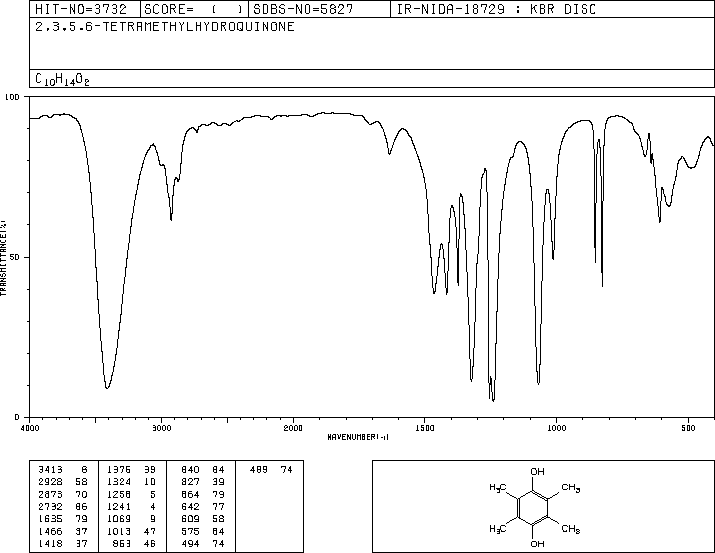 HIT-NO=3732 SCORE= ( ) SDBS-NO=5827 IR-NIDA-18729 : KBR DISC
2,3,5,6-TETRAMETHYLHYDROQUINONE
C10H14O2
100
50
0
TRANSMITTANCE(%)
4000 3000 2000 1500 1000 500
WAVENUMBER(-1)
3413 8 1376 39 840 84 489 74
2928 58 1324 10 827 39
2873 70 1258 5 664 79
2732 86 1241 4 642 77
1635 79 1069 9 609 58
1466 37 1013 47 575 64
1418 37 853 46 494 74
OH
H3C CH3
H3C CH3
OH